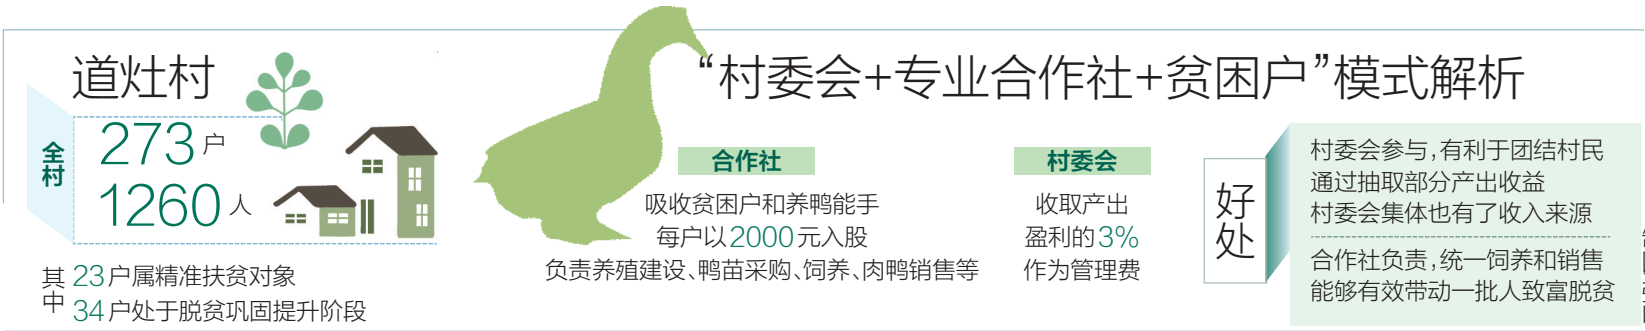 道灶村
全村
273户
1260人
其中
23户属精准扶贫对象
34户处于脱贫巩固提升阶段
“村委会+专业合作社+贫困户”模式解析
合作社
吸收贫困户和养鸭能手
每户以2000元入股
负责养殖建设、鸭苗采购、饲养、肉鸭销售等
村委会
收取产出
盈利的3%
作为管理费
好处
村委会参与,有利于团结村民
通过抽取部分产出收益
村委会集体也有了收入来源
合作社负责,统一饲养和销售
能够有效带动一批人致富脱贫